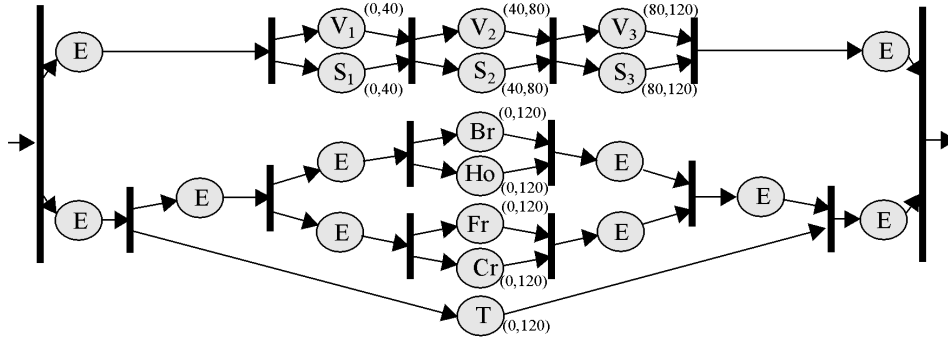 (0,40) (40,80) (80,120)
E V1 V2 V3 E
S1 S2 S3
(0,40) (40,80) (80,120)
(0,120)
Br
E E
Ho
E E (0,120) E E
(0,120)
E Fr E
Cr
(0,120)
T
(0,120)